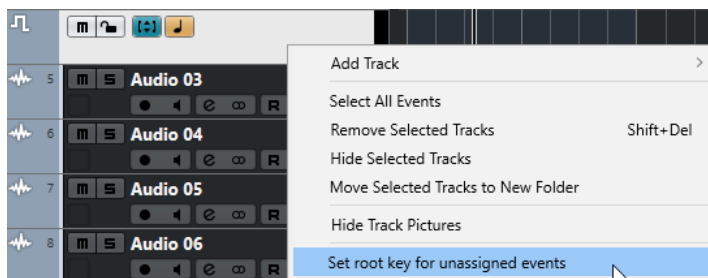 m
Add Track
5 m S Audio 03
e R
Select All Events
6 m S Audio 04
Remove Selected Tracks Shift+Del
e R
Hide Selected Tracks
7 m S Audio 05
Move Selected Tracks to New Folder
e R
Hide Track Pictures
8 m S Audio 06
Set root key for unassigned events
e R